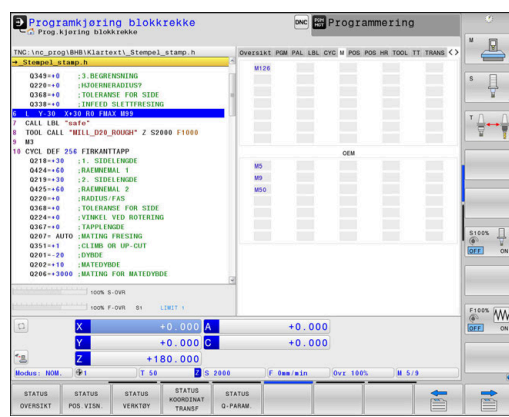 Programkjøring blokkrekke
Prog.kjøring blokkrekke
DNC
Programmering
TNC:\nc_prog\BHB\Klartext\_Stempel_stamp.h
→_Stempel_stamp.h
Oversikt PGM PAL LBL CYC M POS POS HR TOOL TT TRANS
Q349=+0 ;3.BEGRENSNING
Q220=+0 ;HJOERNERADIUS?
Q368=+0 ;TOLERANSE FOR SIDE
Q338=+0 ;INFEED SLETTFRESING
6 L Y-30 X+30 R0 FMAX M99
7 CALL LBL "safe"
8 TOOL CALL "MILL_D20_ROUGH" Z S2000 F1000
9 M3
10 CYCL DEF 256 FIRKANTTAPP
Q218=+30 ;1. SIDELENGDE
Q424=+60 ;RAEMNEMAL 1
Q219=+30 ;2. SIDELENGDE
Q425=+60 ;RAEMNEMAL 2
Q220=+0 ;RADIUS/FAS
Q368=+0 ;TOLERANSE FOR SIDE
Q224=+0 ;VINKEL VED ROTERING
Q367=+0 ;TAPPLENGDE
Q207= AUTO ;MATING FRESING
Q351=+1 ;CLIMB OR UP-CUT
Q201=-20 ;DYBDE
Q202=+10 ;MATEDYBDE
Q206=+3000 ;MATING FOR MATEDYBDE
M126
OEM
M5
M9
M50
100% S-OVR
100% F-OVR S1 LIMIT 1
X +0.000 A +0.000
Y +0.000 C +0.000
Z +180.000
Modus: NOM. 1 T 50 Z S 2000 F 0mm/min Ovr 100% M 5/9
STATUS OVERSIKT
STATUS POS.VISN.
STATUS VERKTØY
STATUS KOORDINAT TRANSF
STATUS Q-PARAM.
M
S
T
S100%
OFF ON
F100%
OFF ON